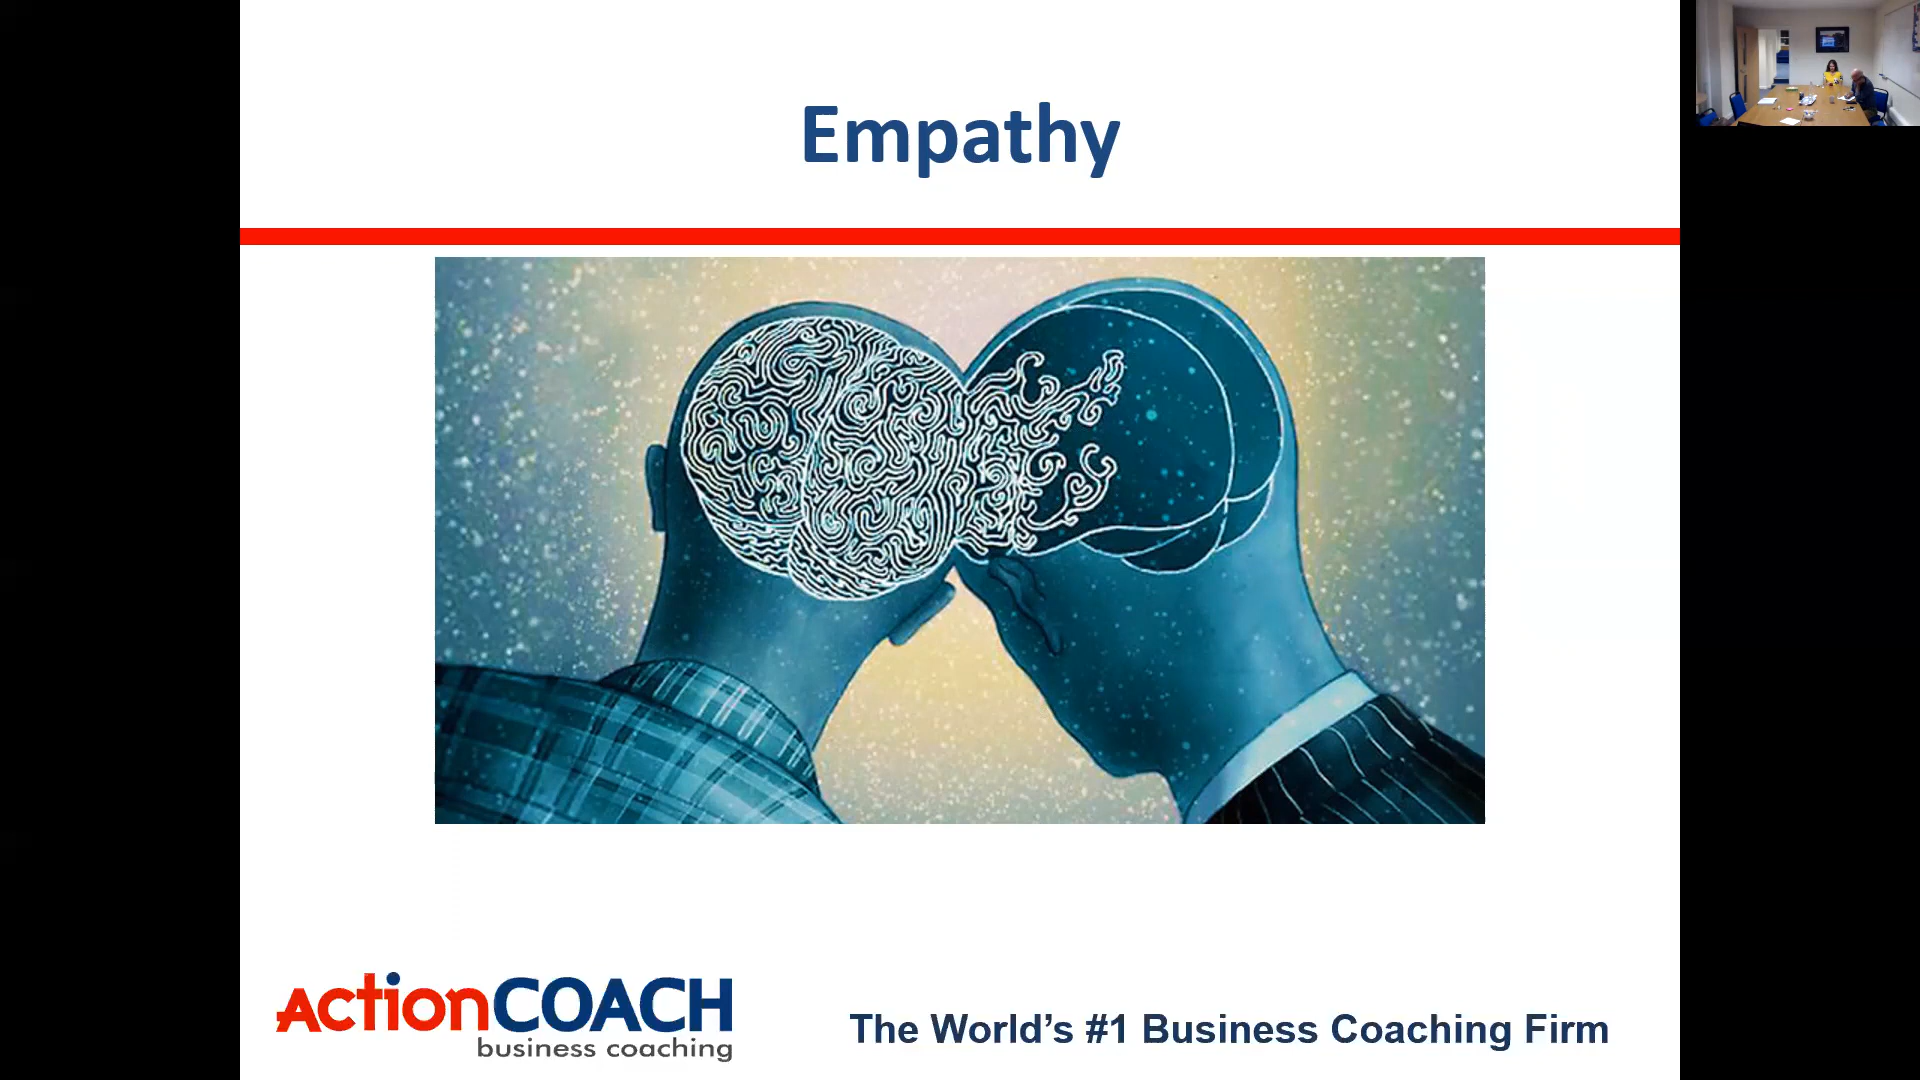 Empathy
ActionCOACH
business coaching
The World's #1 Business Coaching Firm